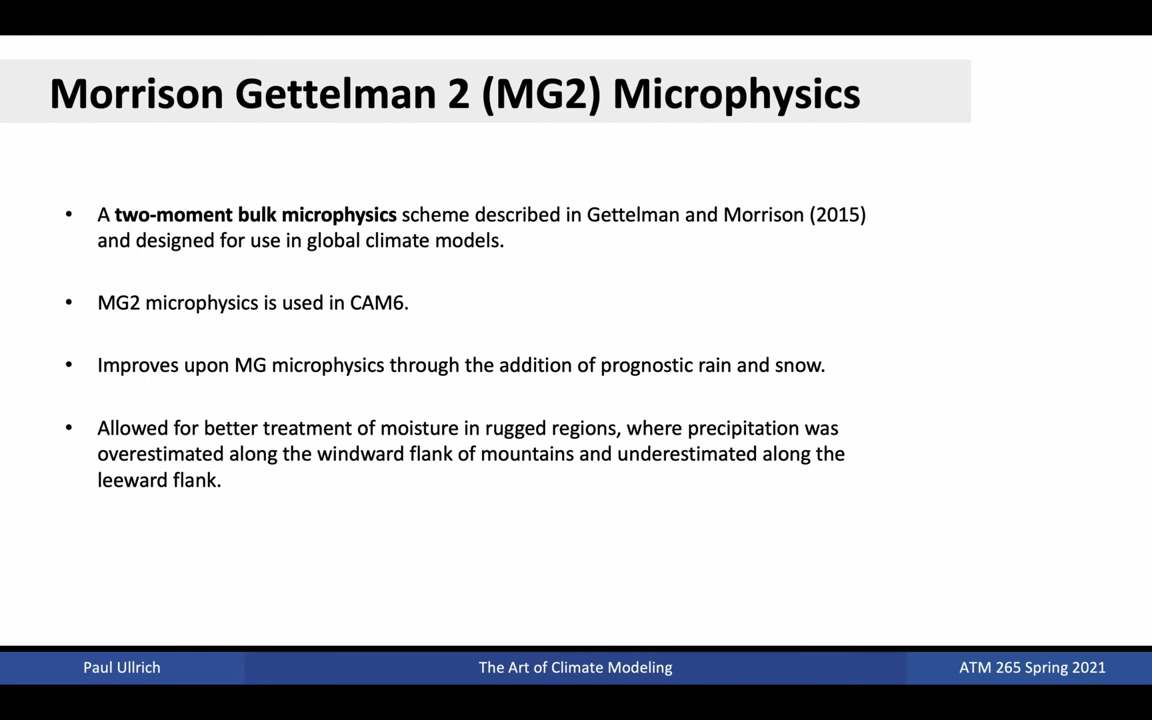 Morrison Gettelman 2 (MG2) Microphysics
• A two-moment bulk microphysics scheme described in Gettelman and Morrison (2015)
and designed for use in global climate models.
• MG2 microphysics is used in CAM6.
• Improves upon MG microphysics through the addition of prognostic rain and snow.
• Allowed for better treatment of moisture in rugged regions, where precipitation was
overestimated along the windward flank of mountains and underestimated along the
leeward flank.
Paul Ullrich
The Art of Climate Modeling
ATM 265 Spring 2021